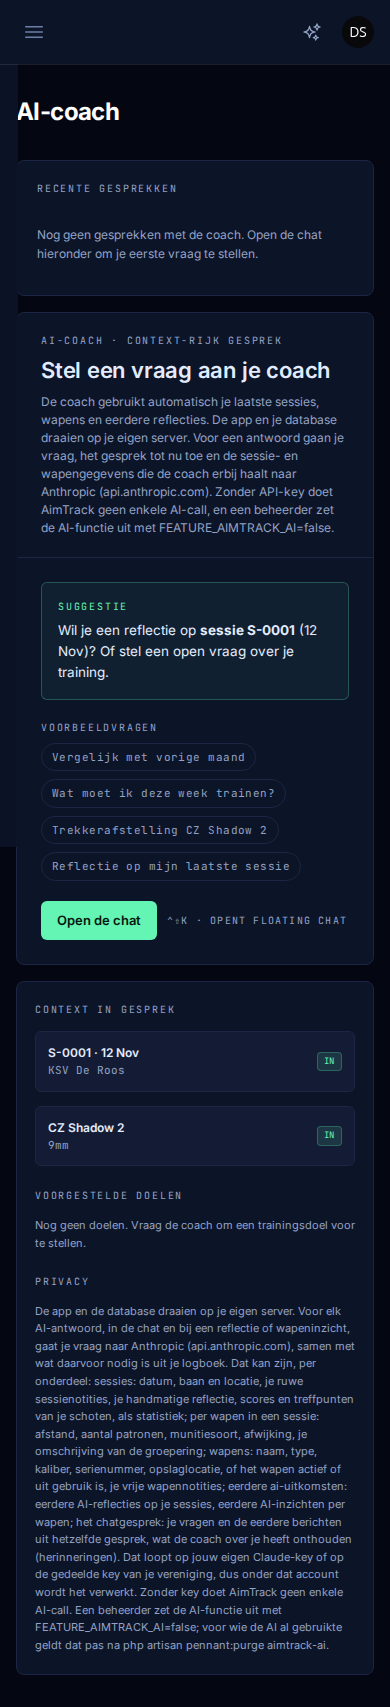 DS
AI-coach
RECENTE GESPREKKEN
Nog geen gesprekken met de coach. Open de chat
hieronder om je eerste vraag te stellen.
AI-COACH · CONTEXT-RIJK GESPREK
Stel een vraag aan je coach
De coach gebruikt automatisch je laatste sessies,
wapens en eerdere reflecties. De app en je database
draaien op je eigen server. Voor een antwoord gaan je
vraag, het gesprek tot nu toe en de sessie- en
wapengegevens die de coach erbij haalt naar
Anthropic (api.anthropic.com). Zonder API-key doet
AimTrack geen enkele AI-call, en een beheerder zet
de AI-functie uit met FEATURE_AIMTRACK_AI=false.
SUGGESTIE
Wil je een reflectie op sessie S-0001 (12
Nov)? Of stel een open vraag over je
training.
VOORBEELDVRAGEN
Vergelijk met vorige maand
Wat moet ik deze week trainen?
Trekkerafstelling CZ Shadow 2
Reflectie op mijn laatste sessie
Open de chat
⌃⇧K · OPENT FLOATING CHAT
CONTEXT IN GESPREK
S-0001 · 12 Nov
KSV De Roos
IN
CZ Shadow 2
9mm
IN
VOORGESTELDE DOELEN
Nog geen doelen. Vraag de coach om een trainingsdoel voor
te stellen.
PRIVACY
De app en de database draaien op je eigen server. Voor elk
AI-antwoord, in de chat en bij een reflectie of wapeninzicht,
gaat je vraag naar Anthropic (api.anthropic.com), samen met
wat daarvoor nodig is uit je logboek. Dat kan zijn, per
onderdeel: sessies: datum, baan en locatie, je ruwe
sessienotities, je handmatige reflectie, scores en treffpunten
van je schoten, als statistiek; per wapen in een sessie:
afstand, aantal patronen, munitiesoort, afwijking, je
omschrijving van de groepering; wapens: naam, type,
kaliber, serienummer, opslaglocatie, of het wapen actief of
uit gebruik is, je vrije wapennotities; eerdere ai-uitkomsten:
eerdere AI-reflecties op je sessies, eerdere AI-inzichten per
wapen; het chatgesprek: je vragen en de eerdere berichten
uit hetzelfde gesprek, wat de coach over je heeft onthouden
(herinneringen). Dat loopt op jouw eigen Claude-key of op
de gedeelde key van je vereniging, dus onder dat account
wordt het verwerkt. Zonder key doet AimTrack geen enkele
AI-call. Een beheerder zet de AI-functie uit met
FEATURE_AIMTRACK_AI=false; voor wie de AI al gebruikte
geldt dat pas na php artisan pennant:purge aimtrack-ai.